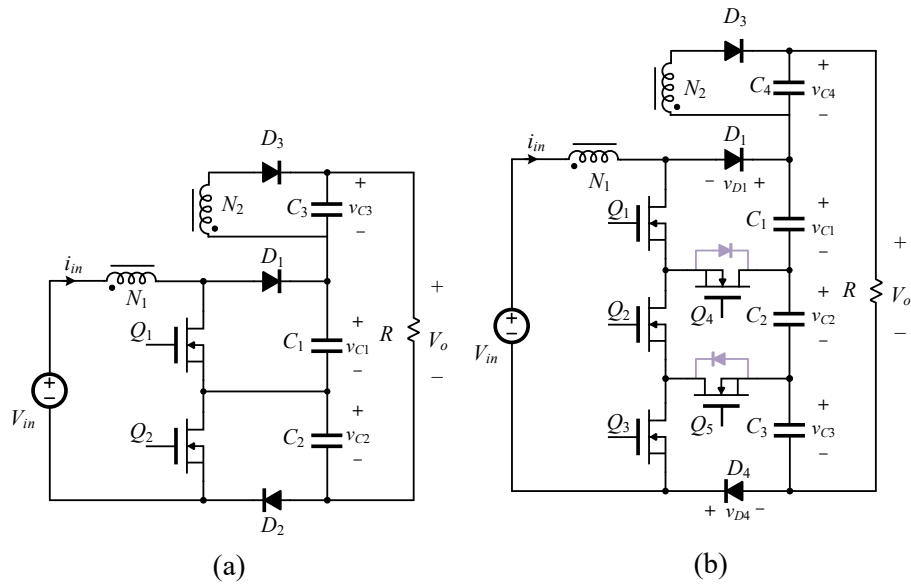 D3
N2
C3
+
vC3
−
iin
N1
D1
Q1
C1
+
vC1
−
R
+
Vo
−
Vin
+
−
Q2
C2
+
vC2
−
D2
(a)
D3
N2
C4
+
vC4
−
iin
N1
D1
− vD1 +
Q1
C1
+
vC1
−
Q4
Q2
C2
+
vC2
−
R
+
Vo
−
Vin
+
−
Q5
Q3
C3
+
vC3
−
D4
+ vD4 −
(b)